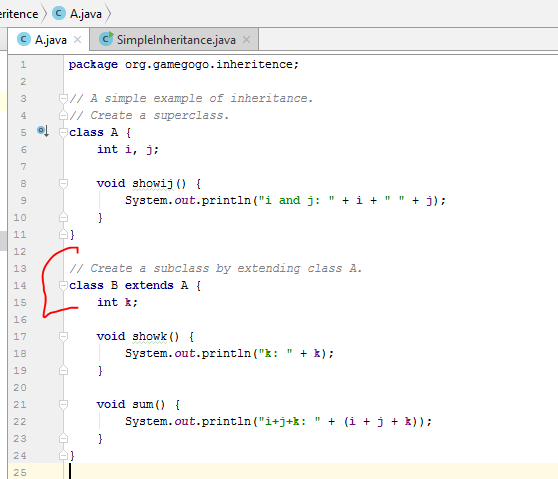 ritence A.java
A.java SimpleInheritance.java
1 package org.gamegogo.inheritence;
2
3 // A simple example of inheritance.
4 // Create a superclass.
5 class A {
6 int i, j;
7
8 void showij() {
9 System.out.println("i and j: " + i + " " + j);
10 }
11 }
12
13 // Create a subclass by extending class A.
14 class B extends A {
15 int k;
16
17 void showk() {
18 System.out.println("k: " + k);
19 }
20
21 void sum() {
22 System.out.println("i+j+k: " + (i + j + k));
23 }
24 }
25